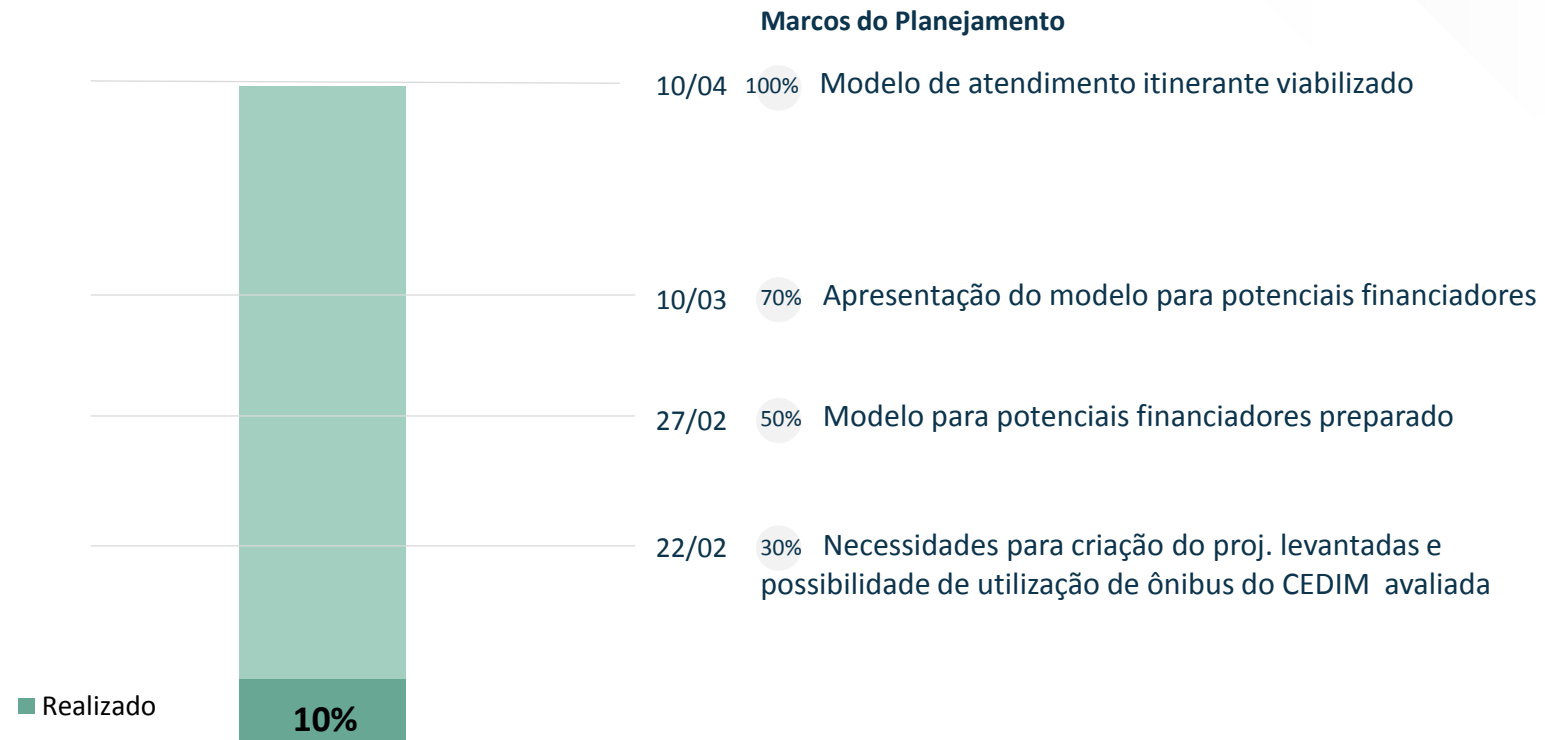 Marcos do Planejamento
10/04 100% Modelo de atendimento itinerante viabilizado
10/03 70% Apresentação do modelo para potenciais financiadores
27/02 50% Modelo para potenciais financiadores preparado
22/02 30% Necessidades para criação do proj. levantadas e
possibilidade de utilização de ônibus do CEDIM avaliada
Realizado
10%